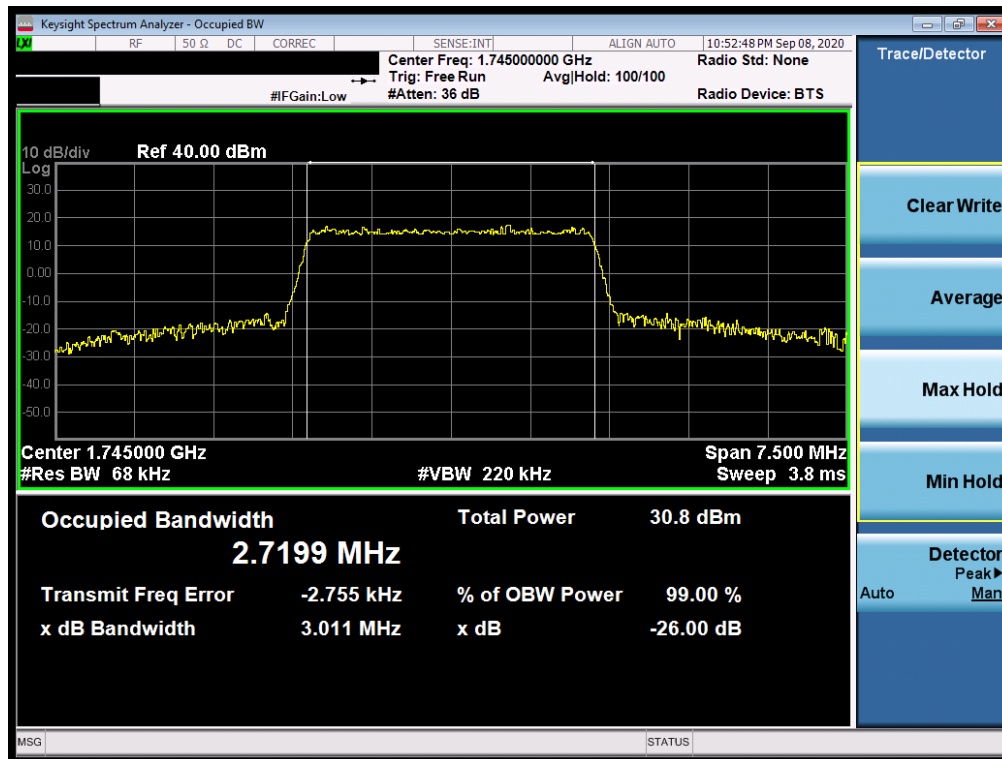 Keysight Spectrum Analyzer - Occupied BW
LXI RF 50 Ω DC CORREC SENSE:INT ALIGN AUTO 10:52:48 PM Sep 08, 2020
Center Freq: 1.745000000 GHz Radio Std: None
Trig: Free Run Avg|Hold: 100/100
#IFGain:Low #Atten: 36 dB Radio Device: BTS
10 dB/div Ref 40.00 dBm
Log
30.0
20.0
10.0
0.00
-10.0
-20.0
-30.0
-40.0
-50.0
Center 1.745000 GHz Span 7.500 MHz
#Res BW 68 kHz #VBW 220 kHz Sweep 3.8 ms
Occupied Bandwidth Total Power 30.8 dBm
2.7199 MHz
Transmit Freq Error -2.755 kHz % of OBW Power 99.00 %
x dB Bandwidth 3.011 MHz x dB -26.00 dB
MSG STATUS
Trace/Detector
Clear Write
Average
Max Hold
Min Hold
Detector
Peak▶
Auto Man